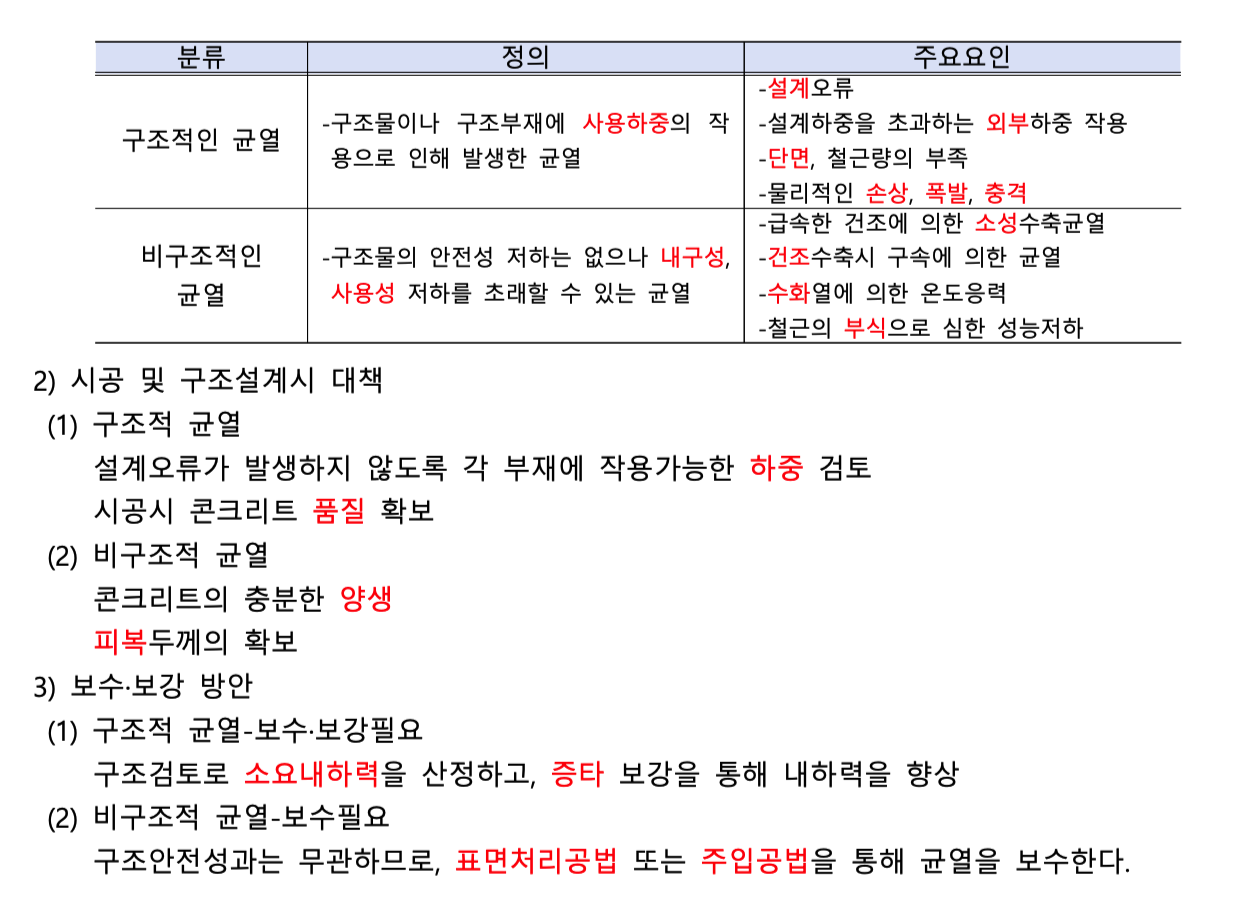 분류 정의 주요요인
구조적인 균열
-구조물이나 구조부재에 사용하중의 작
용으로 인해 발생한 균열
-설계오류
-설계하중을 초과하는 외부하중 작용
-단면, 철근량의 부족
-물리적인 손상, 폭발, 충격
비구조적인
균열
-구조물의 안전성 저하는 없으나 내구성,
사용성 저하를 초래할 수 있는 균열
-급속한 건조에 의한 소성수축균열
-건조수축시 구속에 의한 균열
-수화열에 의한 온도응력
-철근의 부식으로 심한 성능저하
2) 시공 및 구조설계시 대책
(1) 구조적 균열
설계오류가 발생하지 않도록 각 부재에 작용가능한 하중 검토
시공시 콘크리트 품질 확보
(2) 비구조적 균열
콘크리트의 충분한 양생
피복두께의 확보
3) 보수·보강 방안
(1) 구조적 균열-보수·보강필요
구조검토로 소요내하력을 산정하고, 증타 보강을 통해 내하력을 향상
(2) 비구조적 균열-보수필요
구조안전성과는 무관하므로, 표면처리공법 또는 주입공법을 통해 균열을 보수한다.